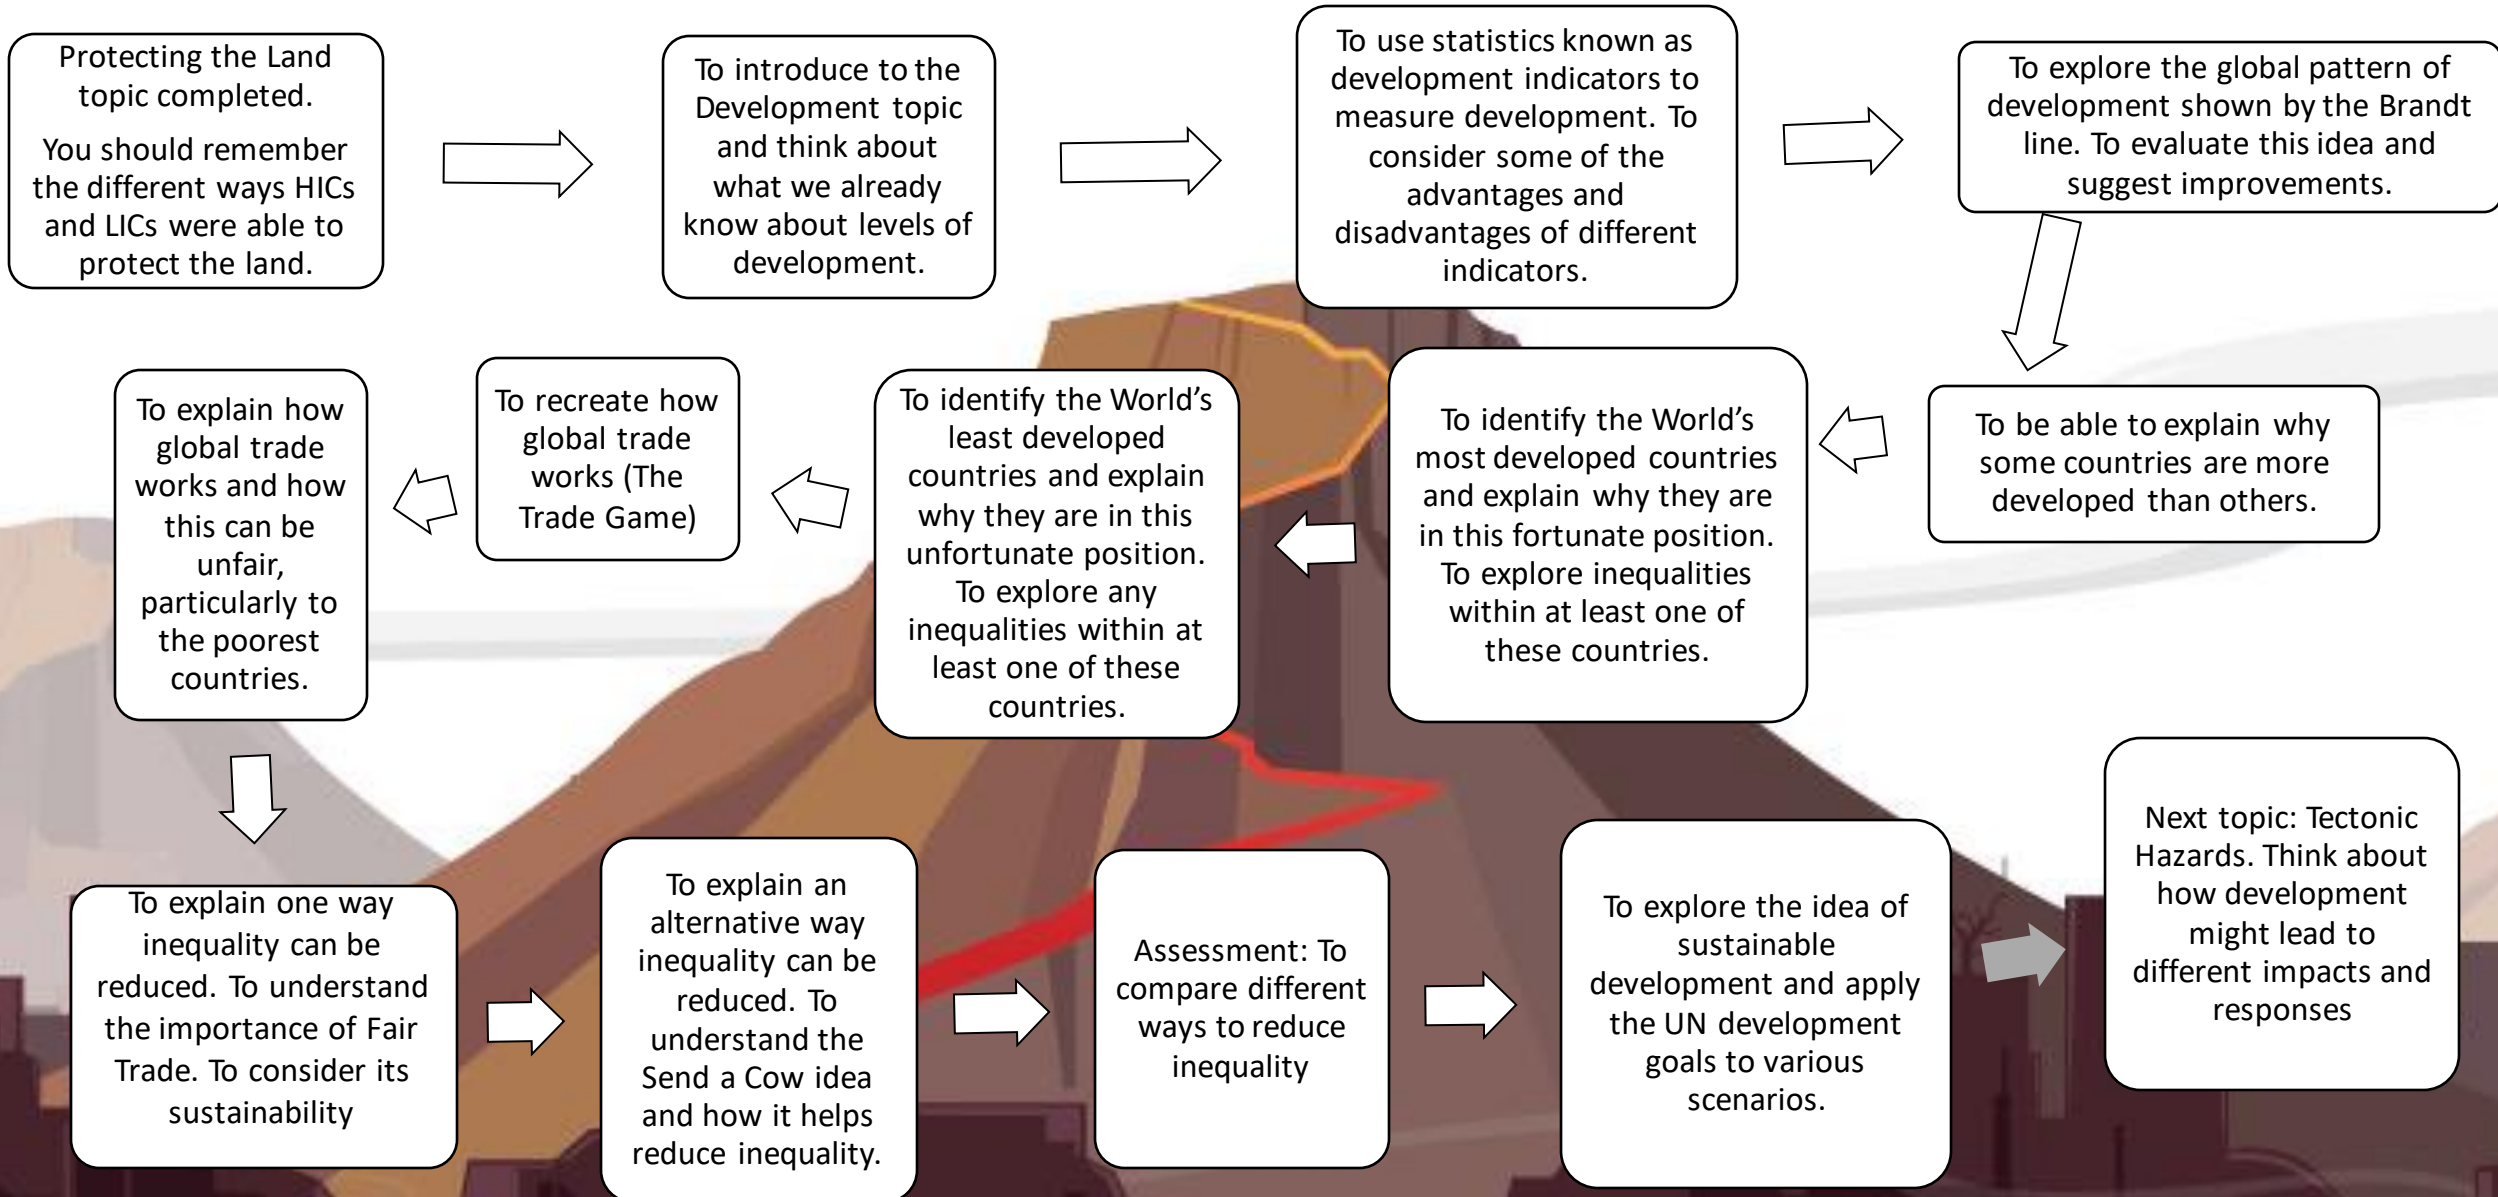 Protecting the Land
topic completed.
You should remember
the different ways HICs
and LICs were able to
protect the land.
To introduce to the
Development topic
and think about
what we already
know about levels of
development.
To use statistics known as
development indicators to
measure development. To
consider some of the
advantages and
disadvantages of different
indicators.
To explore the global pattern of
development shown by the Brandt
line. To evaluate this idea and
suggest improvements.
To be able to explain why
some countries are more
developed than others.
To identify the World’s
most developed countries
and explain why they are
in this fortunate position.
To explore inequalities
within at least one of
these countries.
To identify the World’s
least developed
countries and explain
why they are in this
unfortunate position.
To explore any
inequalities within at
least one of these
countries.
To recreate how
global trade
works (The
Trade Game)
To explain how
global trade
works and how
this can be
unfair,
particularly to
the poorest
countries.
To explain one way
inequality can be
reduced. To understand
the importance of Fair
Trade. To consider its
sustainability
To explain an
alternative way
inequality can be
reduced. To
understand the
Send a Cow idea
and how it helps
reduce inequality.
Assessment: To
compare different
ways to reduce
inequality
To explore the idea of
sustainable
development and apply
the UN development
goals to various
scenarios.
Next topic: Tectonic
Hazards. Think about
how development
might lead to
different impacts and
responses